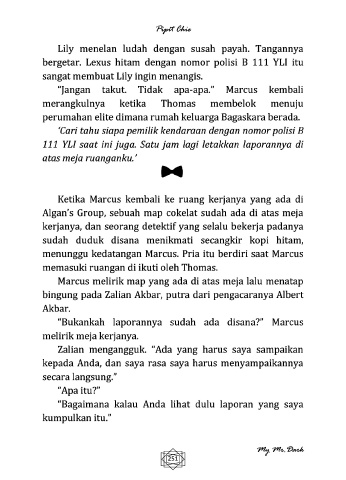 Pipit Chie
Lily menelan ludah dengan susah payah. Tangannya
bergetar. Lexus hitam dengan nomor polisi B 111 YLI itu
sangat membuat Lily ingin menangis.
“Jangan takut. Tidak apa-apa.” Marcus kembali
merangkulnya ketika Thomas membelok menuju
perumahan elite dimana rumah keluarga Bagaskara berada.
‘Cari tahu siapa pemilik kendaraan dengan nomor polisi B
111 YLI saat ini juga. Satu jam lagi letakkan laporannya di
atas meja ruanganku.’
Ketika Marcus kembali ke ruang kerjanya yang ada di
Algan’s Group, sebuah map cokelat sudah ada di atas meja
kerjanya, dan seorang detektif yang selalu bekerja padanya
sudah duduk disana menikmati secangkir kopi hitam,
menunggu kedatangan Marcus. Pria itu berdiri saat Marcus
memasuki ruangan di ikuti oleh Thomas.
Marcus melirik map yang ada di atas meja lalu menatap
bingung pada Zalian Akbar, putra dari pengacaranya Albert
Akbar.
“Bukankah laporannya sudah ada disana?” Marcus
melirik meja kerjanya.
Zalian mengangguk. “Ada yang harus saya sampaikan
kepada Anda, dan saya rasa saya harus menyampaikannya
secara langsung.”
“Apa itu?”
“Bagaimana kalau Anda lihat dulu laporan yang saya
kumpulkan itu.”
251
My Mr. Dark